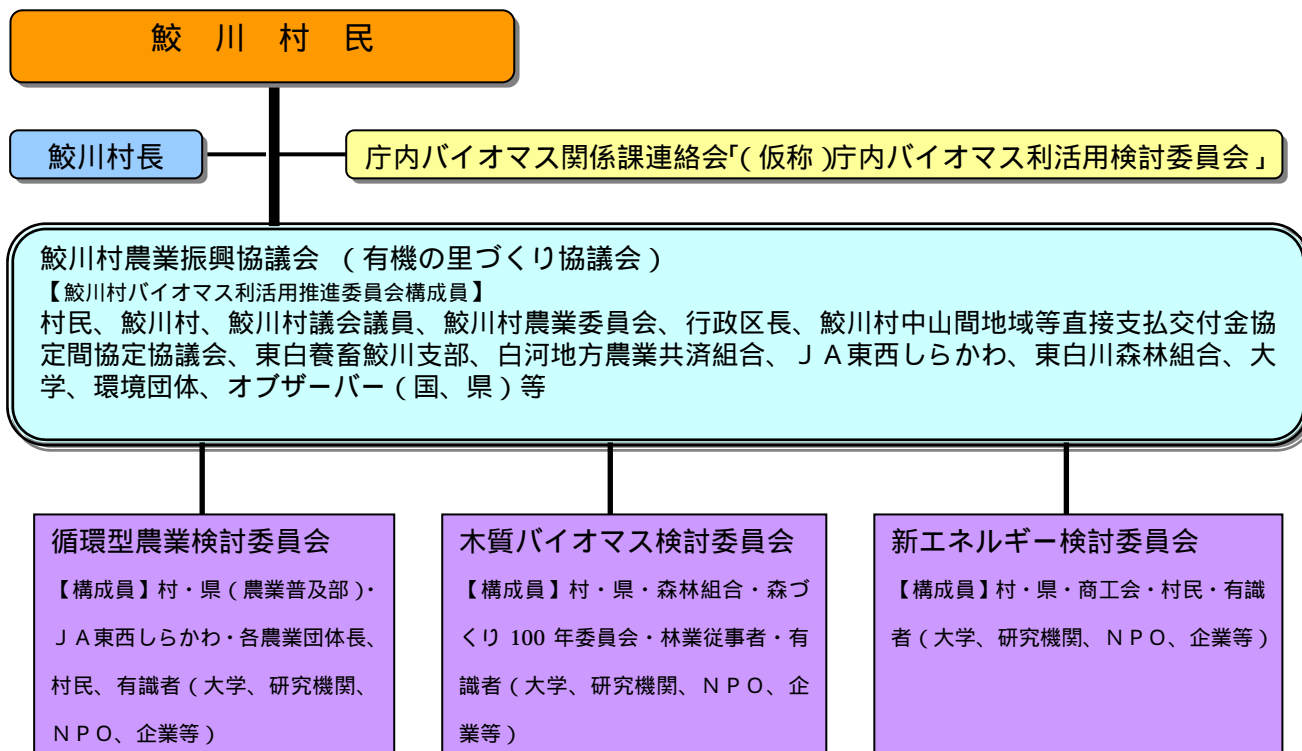 鮫 川 村 民
鮫川村長
庁内バイオマス関係課連絡会「(仮称)庁内バイオマス利活用検討委員会」
鮫川村農業振興協議会 (有機の里づくり協議会)
【鮫川村バイオマス利活用推進委員会構成員】
村民、鮫川村、鮫川村議会議員、鮫川村農業委員会、行政区長、鮫川村中山間地域等直接支払交付金協
定間協定協議会、東白養畜鮫川支部、白河地方農業共済組合、JA東西しらかわ、東白川森林組合、大
学、環境団体、オブザーバー(国、県)等
循環型農業検討委員会
【構成員】村・県(農業普及部)・
JA東西しらかわ・各農業団体長、
村民、有識者(大学、研究機関、
NPO、企業等)
木質バイオマス検討委員会
【構成員】村・県・森林組合・森づ
くり 100 年委員会・林業従事者・有
識者(大学、研究機関、NPO、企
業等)
新エネルギー検討委員会
【構成員】村・県・商工会・村民・有識
者(大学、研究機関、NPO、企業等)